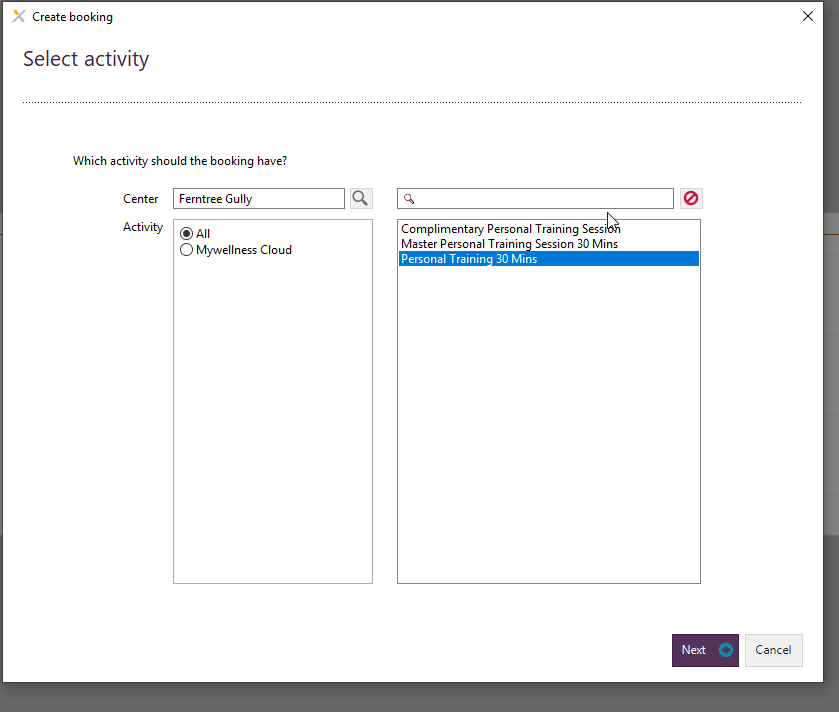 Create booking
Select activity
Which activity should the booking have?
Center Ferntree Gully
Activity
All
Mywellness Cloud
Complimentary Personal Training Session
Master Personal Training Session 30 Mins
Personal Training 30 Mins
Next Cancel